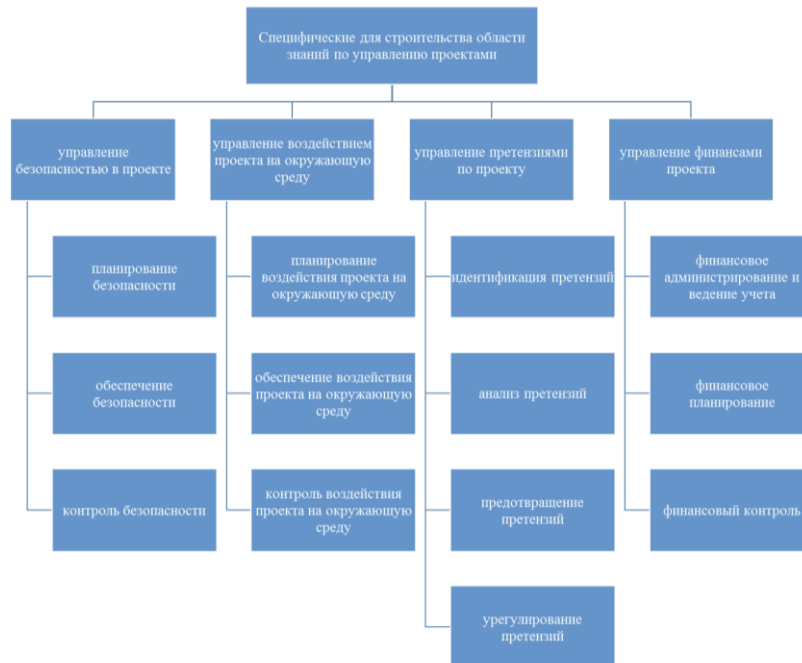 Специфические для строительства области
знаний по управлению проектами
управление
безопасностью в проекте
управление воздействием
проекта на окружающую
среду
управление претензиями
по проекту
управление финансами
проекта
планирование
безопасности
обеспечение
безопасности
контроль безопасности
планирование
воздействия проекта на
окружающую среду
обеспечение воздействия
проекта на окружающую
среду
контроль воздействия
проекта на окружающую
среду
идентификация претензий
анализ претензий
предотвращение
претензий
урегулирование
претензий
финансовое
администрирование и
ведение учета
финансовое
планирование
финансовый контроль